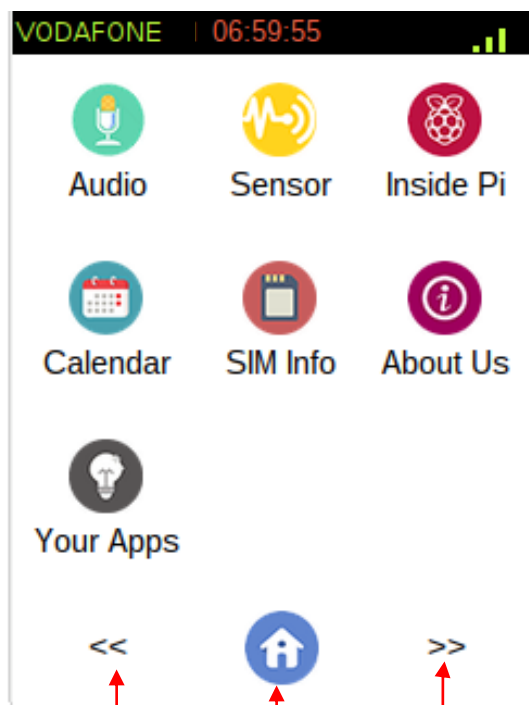 VODAFONE | 06:59:55
Audio Sensor Inside Pi
Calendar SIM Info About Us
Your Apps
<< >>